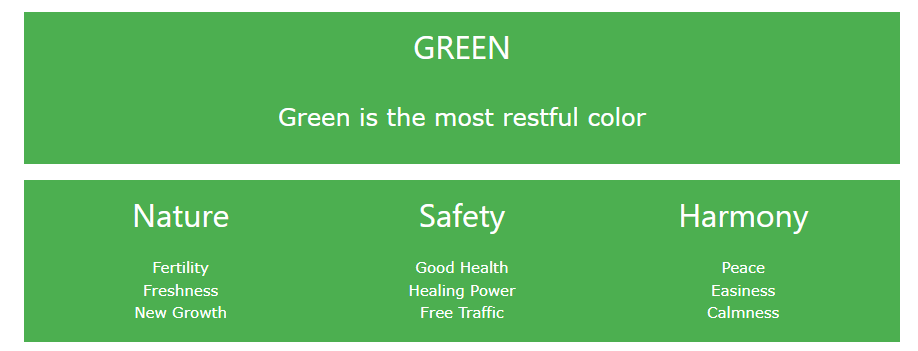 GREEN
Green is the most restful color
Nature
Fertility
Freshness
New Growth
Safety
Good Health
Healing Power
Free Traffic
Harmony
Peace
Easiness
Calmness